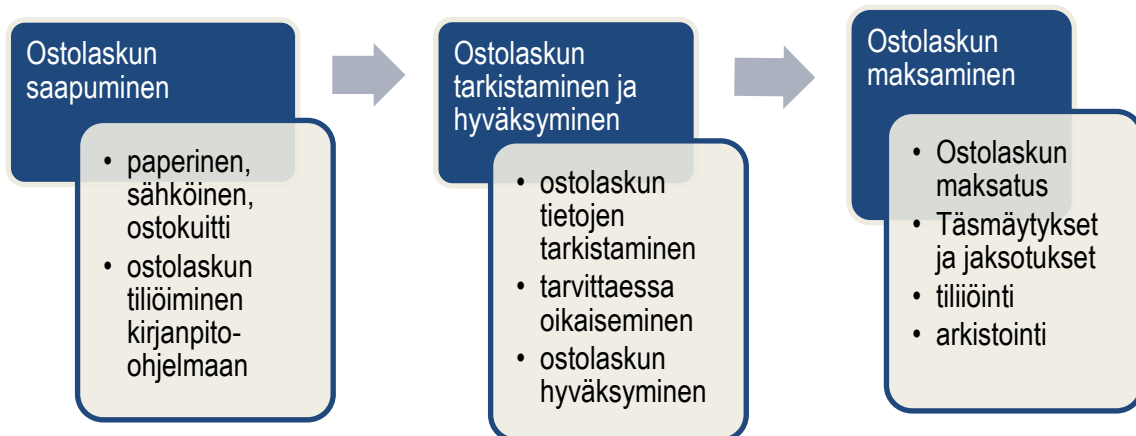 Ostolaskun
saapuminen
• paperinen,
sähköinen,
ostokuitti
• ostolaskun
tiliöiminen
kirjanpito-
ohjelmaan
Ostolaskun
tarkistaminen ja
hyväksyminen
• ostolaskun
tietojen
tarkistaminen
• tarvittaessa
oikaiseminen
• ostolaskun
hyväksyminen
Ostolaskun
maksaminen
• Ostolaskun
maksatus
• Täsmäytykset
ja jaksotukset
• tiliiöinti
• arkistointi